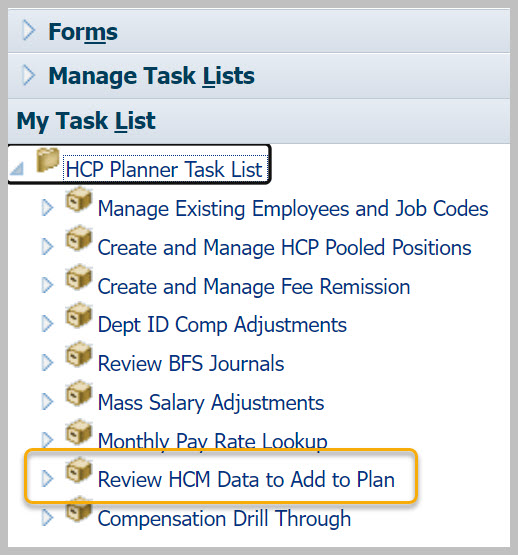 Forms
Manage Task Lists
My Task List
HCP Planner Task List
Manage Existing Employees and Job Codes
Create and Manage HCP Pooled Positions
Create and Manage Fee Remission
Dept ID Comp Adjustments
Review BFS Journals
Mass Salary Adjustments
Monthly Pay Rate Lookup
Review HCM Data to Add to Plan
Compensation Drill Through